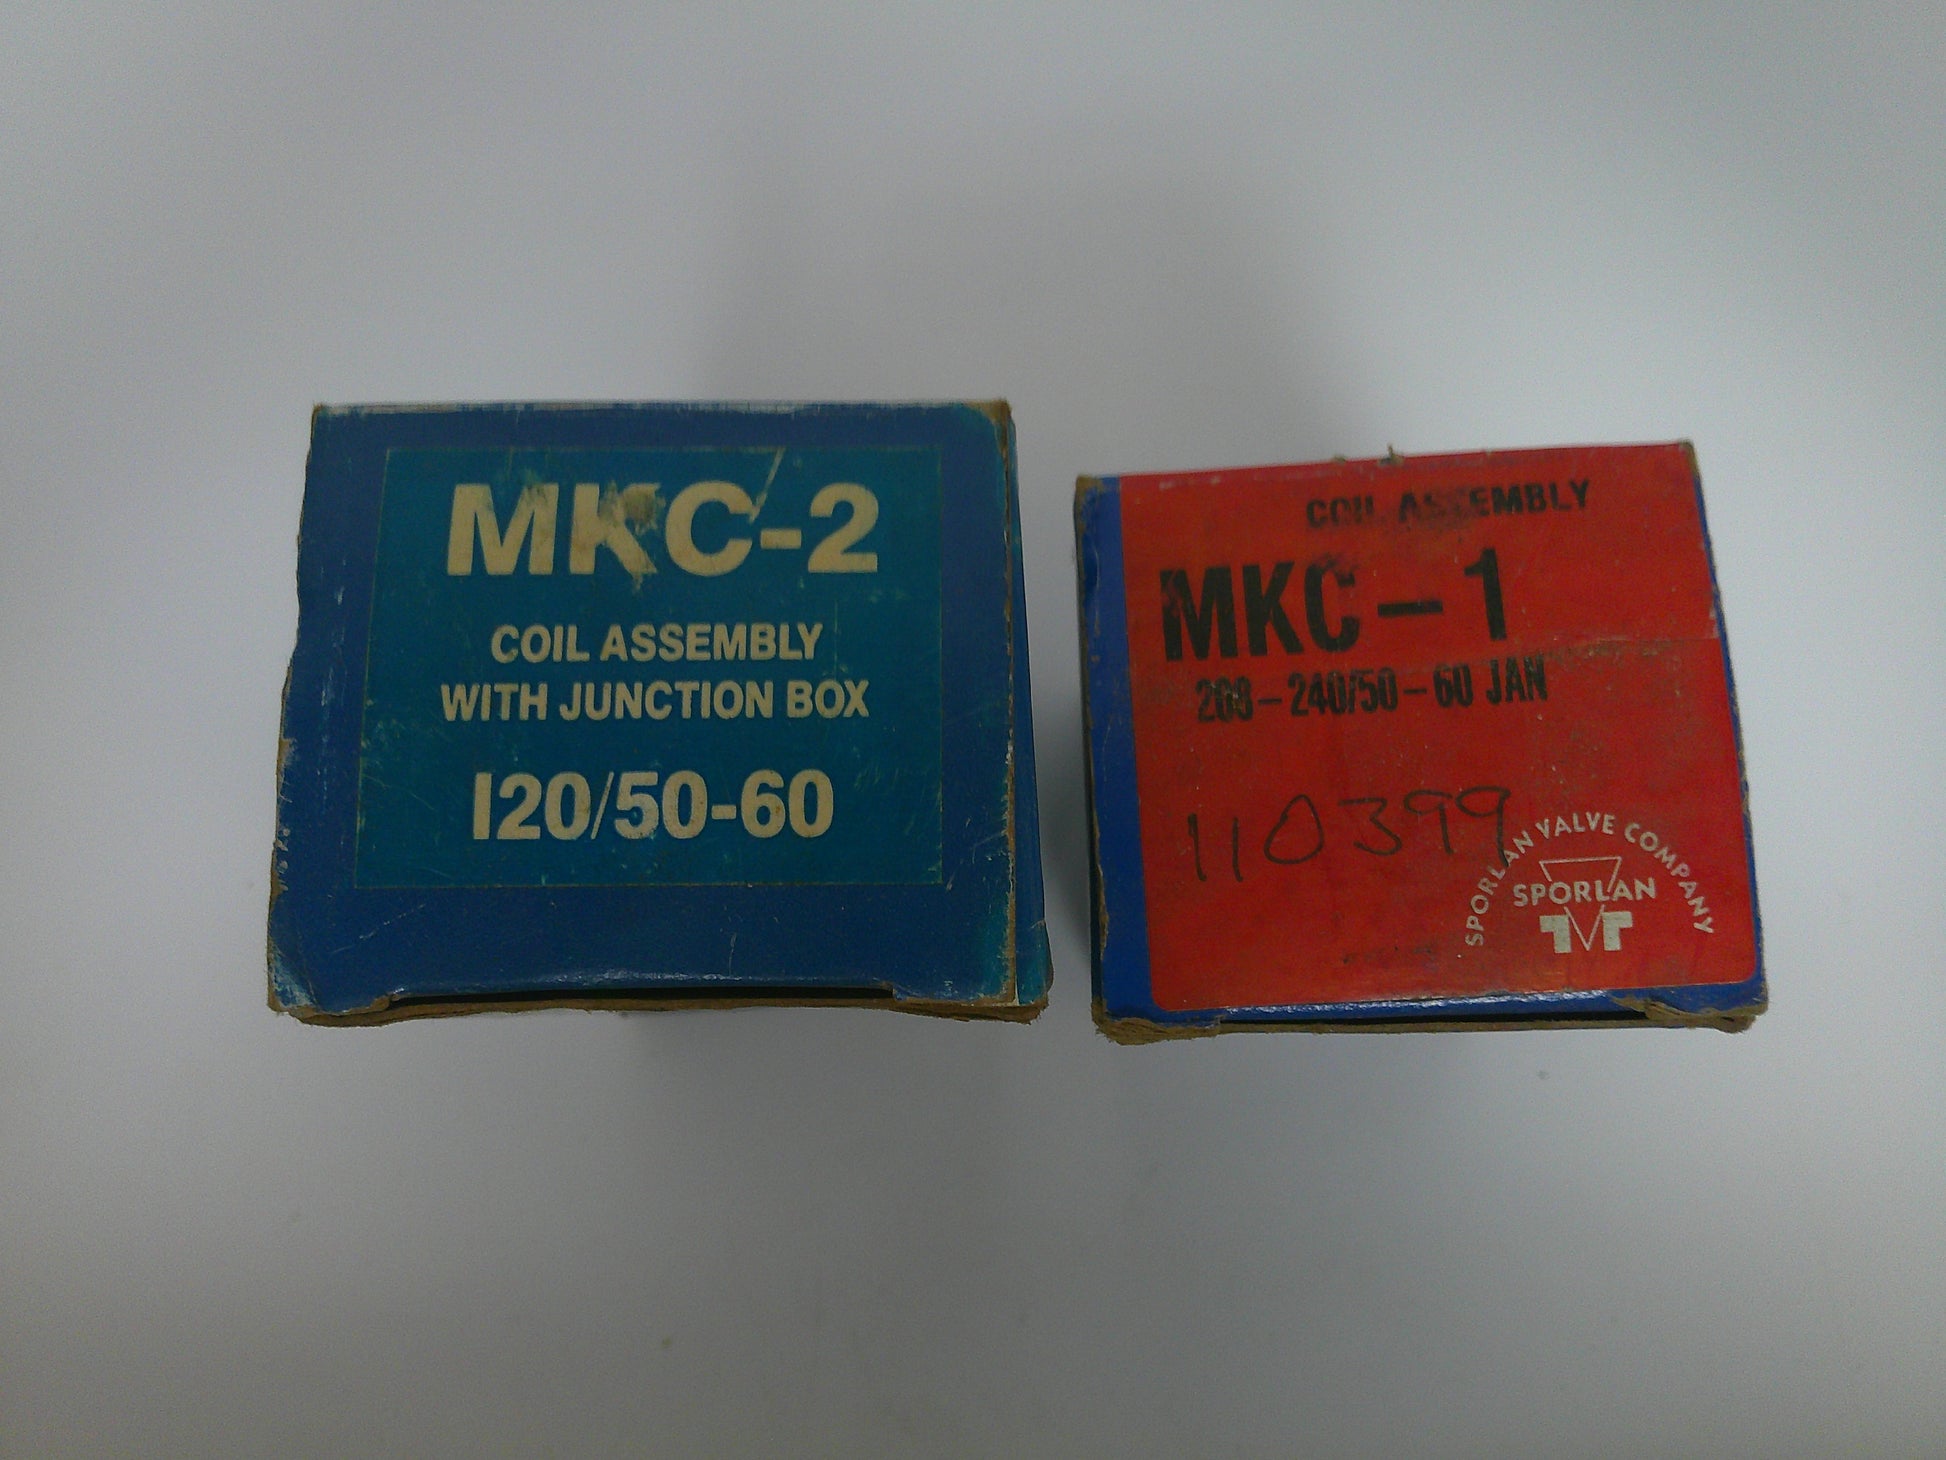 MKC-2
COIL ASSEMBLY
WITH JUNCTION BOX
120/50-60
COIL ASSEMBLY
MKC-1
208-240/50-60 JAN
110399
SPORLAN VALVE COMPANY
SPORLAN